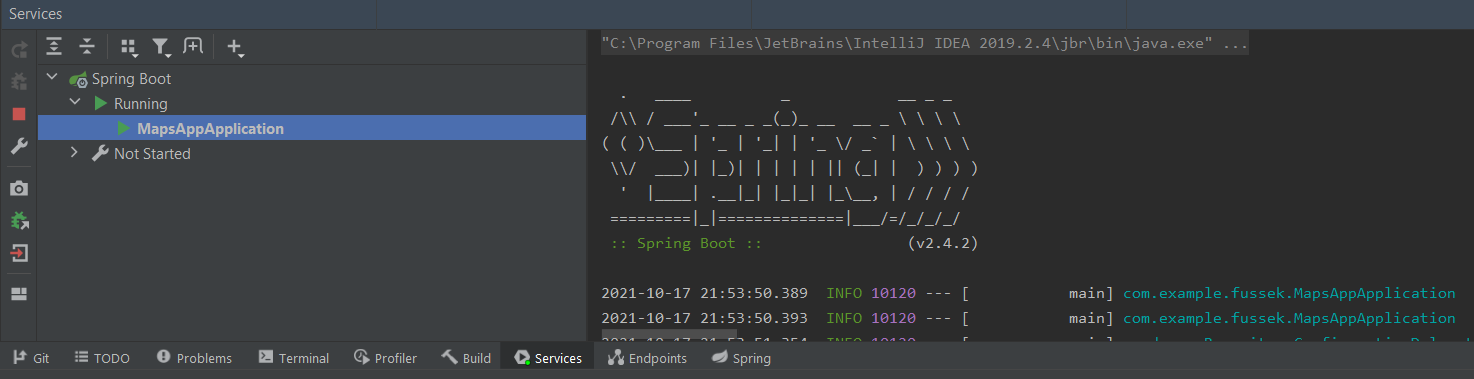 Services
Spring Boot
Running
MapsAppApplication
Not Started
"C:\Program Files\JetBrains\IntelliJ IDEA 2019.2.4\jbr\bin\java.exe" ...
  .   ____          _            __ _ _
 /\\ / ___'_ __ _ _(_)_ __  __ _ \ \ \ \
( ( )\___ | '_ | '_| | '_ \/ _` | \ \ \ \
 \\/  ___)| |_)| | | | | || (_| |  ) ) ) )
  '  |____| .__|_| |_|_| |_\__, | / / / /
 =========|_|==============|___/=/_/_/_/
 :: Spring Boot ::                (v2.4.2)
2021-10-17 21:53:50.389  INFO 10120 --- [           main] com.example.fussek.MapsAppApplication
2021-10-17 21:53:50.393  INFO 10120 --- [           main] com.example.fussek.MapsAppApplication
Git TODO Problems Terminal Profiler Build Services Endpoints Spring